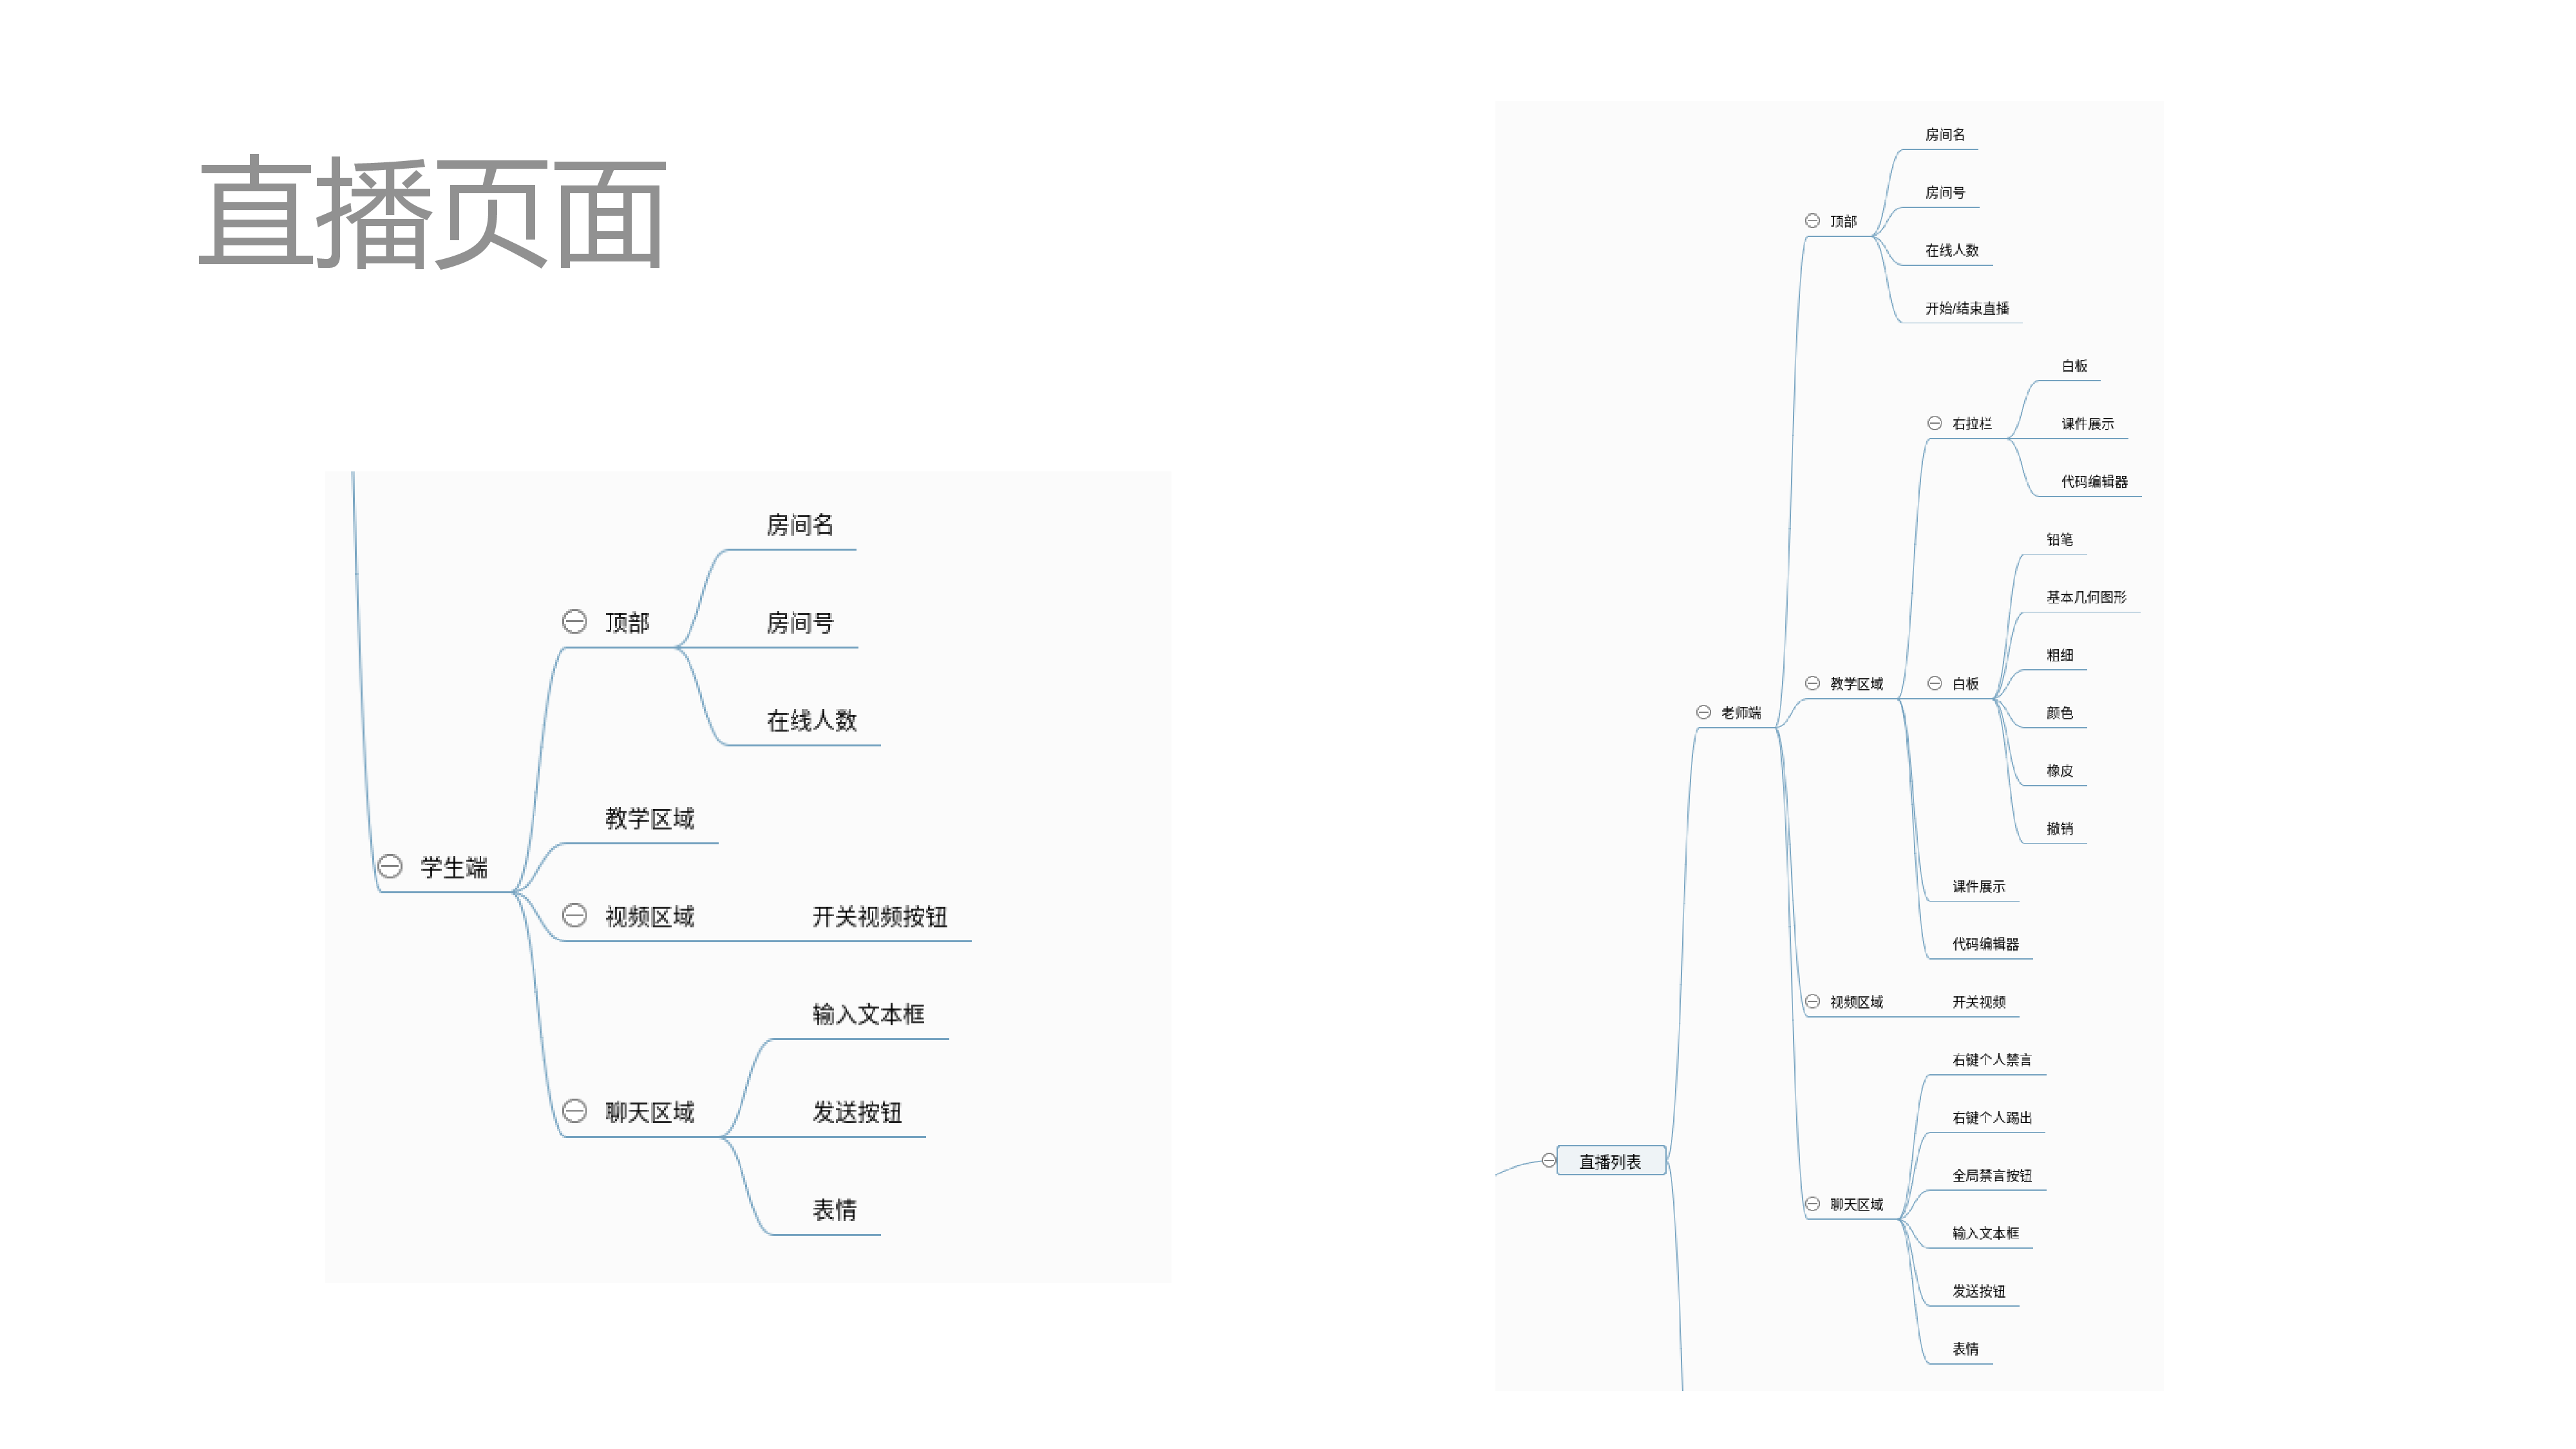 直播页面
房间名
顶部
房间号
在线人数
教学区域
学生端
视频区域
开关视频按钮
输入文本框
聊天区域
发送按钮
表情
房间名
房间号
顶部
在线人数
开始/结束直播
白板
右拉栏
课件展示
代码编辑器
铅笔
基本几何图形
粗细
教学区域
白板
老师端
颜色
橡皮
撤销
课件展示
代码编辑器
视频区域
开关视频
右键个人禁言
右键个人踢出
直播列表
全局禁言按钮
聊天区域
输入文本框
发送按钮
表情